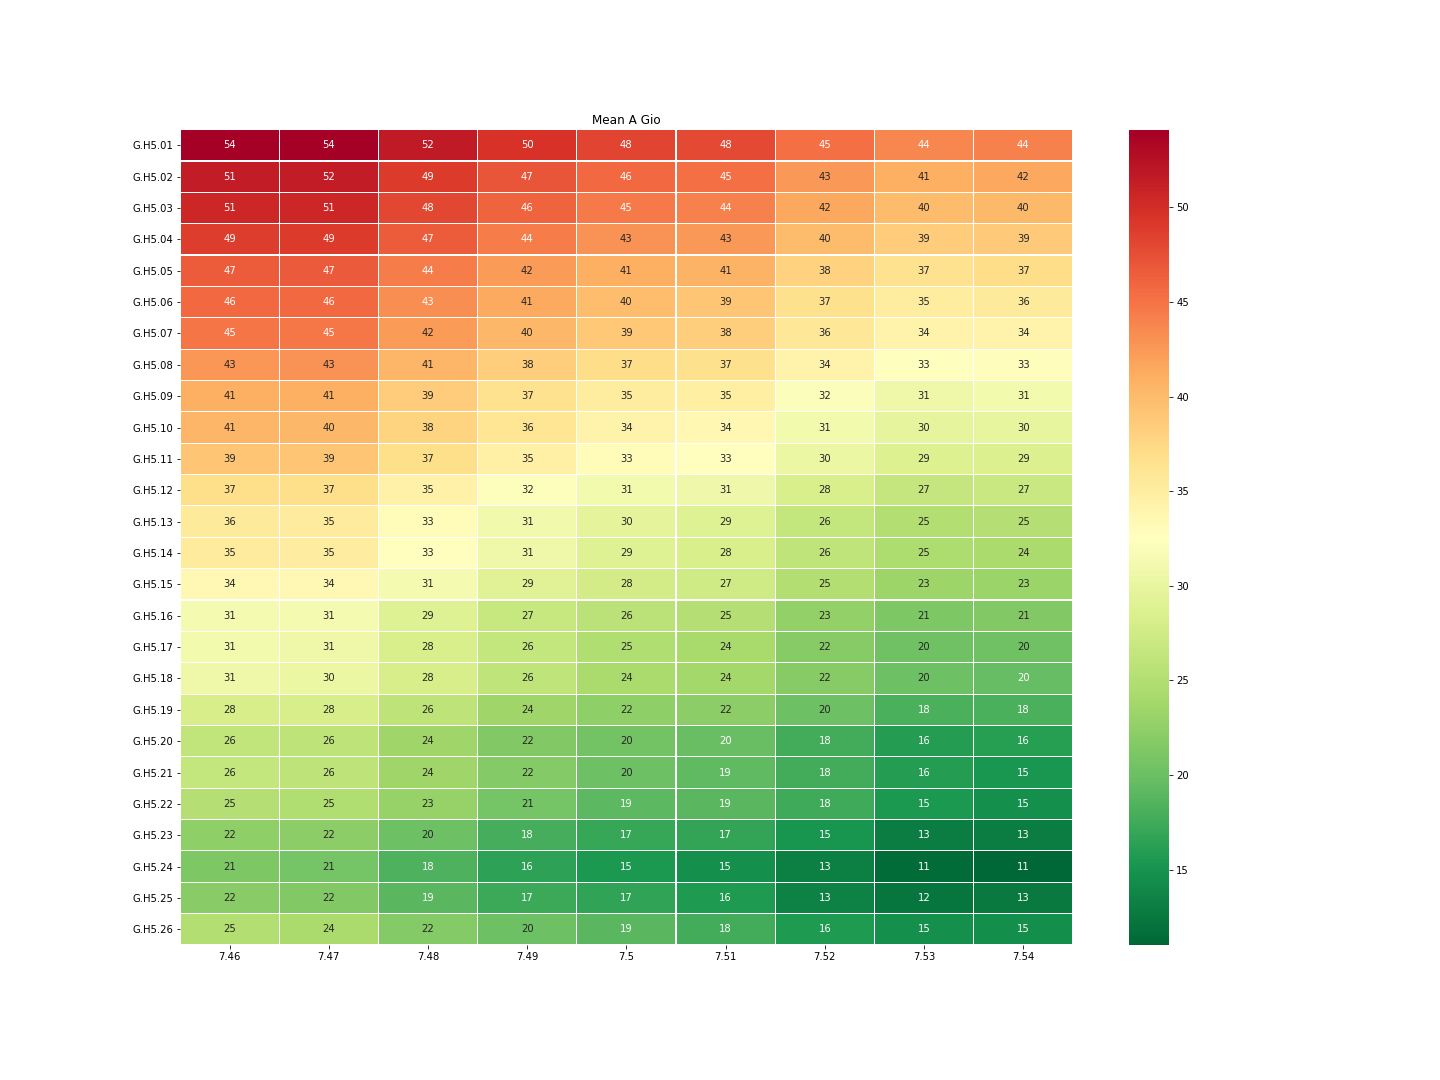 Mean A Gio
G.H5.01 54 54 52 50 48 48 45 44 44
G.H5.02 51 52 49 47 46 45 43 41 42
G.H5.03 51 51 48 46 45 44 42 40 40
G.H5.04 49 49 47 44 43 43 40 39 39
G.H5.05 47 47 44 42 41 41 38 37 37
G.H5.06 46 46 43 41 40 39 37 35 36
G.H5.07 45 45 42 40 39 38 36 34 34
G.H5.08 43 43 41 38 37 37 34 33 33
G.H5.09 41 41 39 37 35 35 32 31 31
G.H5.10 41 40 38 36 34 34 31 30 30
G.H5.11 39 39 37 35 33 33 30 29 29
G.H5.12 37 37 35 32 31 31 28 27 27
G.H5.13 36 35 33 31 30 29 26 25 25
G.H5.14 35 35 33 31 29 28 26 25 24
G.H5.15 34 34 31 29 28 27 25 23 23
G.H5.16 31 31 29 27 26 25 23 21 21
G.H5.17 31 31 28 26 25 24 22 20 20
G.H5.18 31 30 28 26 24 24 22 20 20
G.H5.19 28 28 26 24 22 22 20 18 18
G.H5.20 26 26 24 22 20 20 18 16 16
G.H5.21 26 26 24 22 20 19 18 16 15
G.H5.22 25 25 23 21 19 19 18 15 15
G.H5.23 22 22 20 18 17 17 15 13 13
G.H5.24 21 21 18 16 15 15 13 11 11
G.H5.25 22 22 19 17 17 16 13 12 13
G.H5.26 25 24 22 20 19 18 16 15 15
7.46 7.47 7.48 7.49 7.5 7.51 7.52 7.53 7.54
50
45
40
35
30
25
20
15